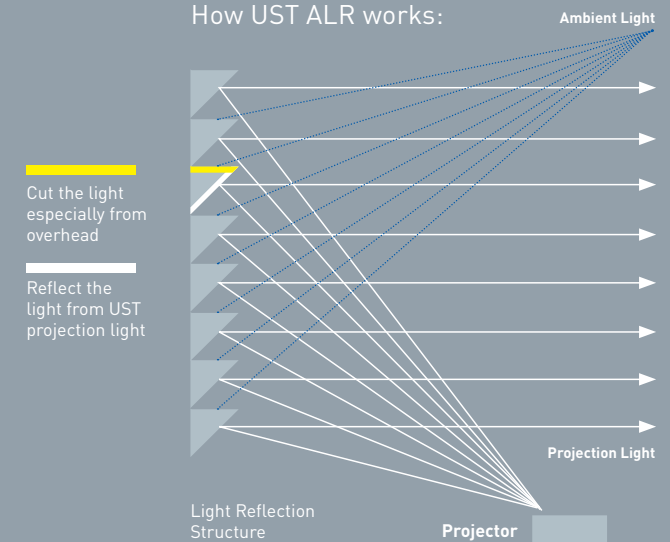 How UST ALR works:
Ambient Light
Cut the light
especially from
overhead
Reflect the
light from UST
projection light
Projection Light
Light Reflection
Structure
Projector